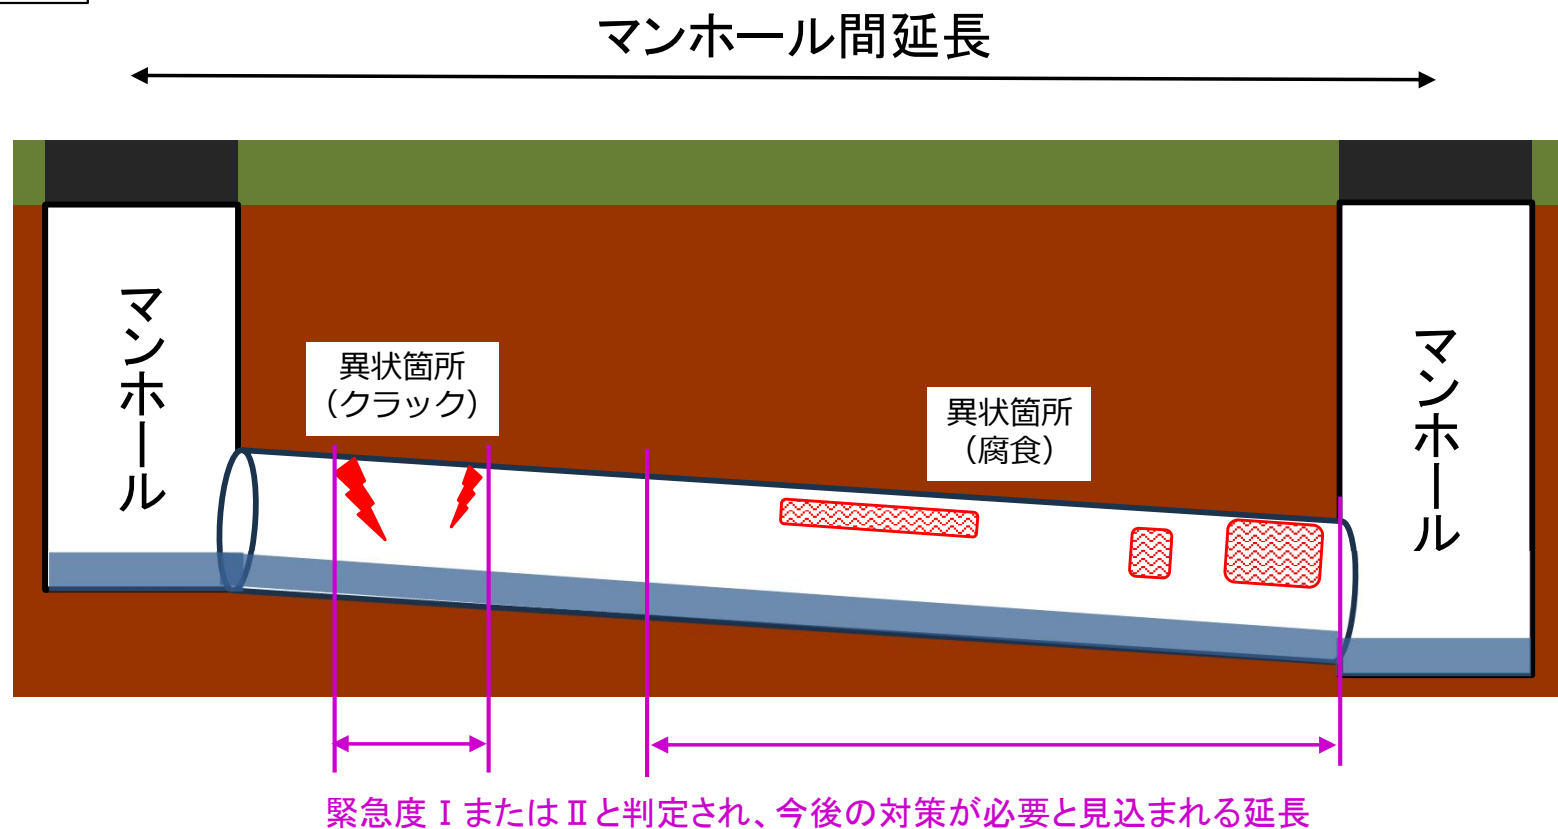 マンホール間延長
マンホール
異状箇所
（クラック）
異状箇所
（腐食）
マンホール
緊急度ⅠまたはⅡと判定され、今後の対策が必要と見込まれる延長